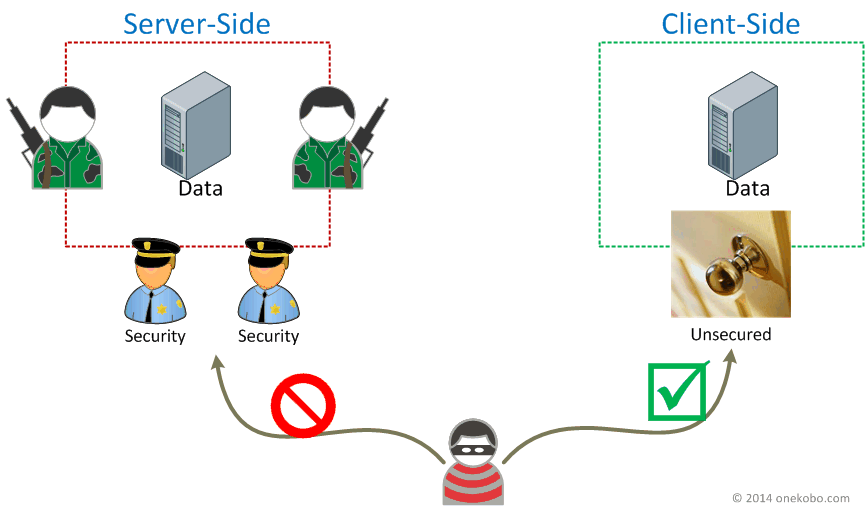 Server-Side
Client-Side
Data
Data
Security
Security
Unsecured
© 2014 onekobo.com